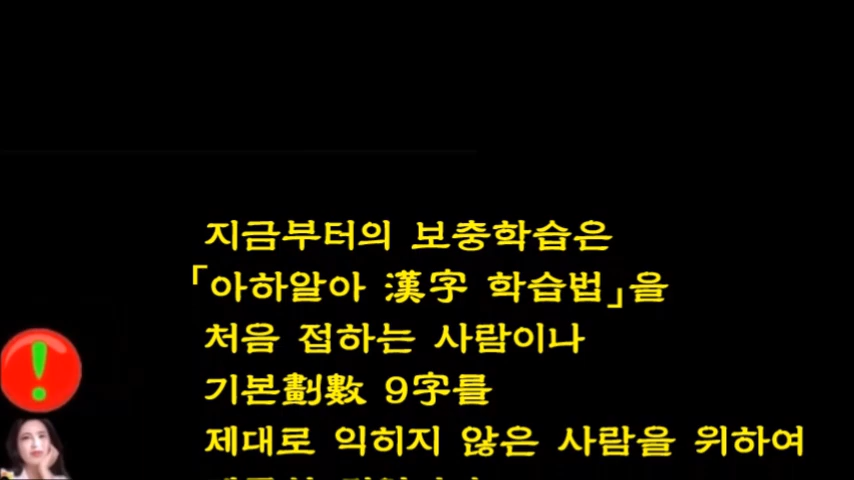 지금부터의 보충학습은
「아하알아 漢字 학습법」을
처음 접하는 사람이나
기본劃數 9字를
제대로 익히지 않은 사람을 위하여